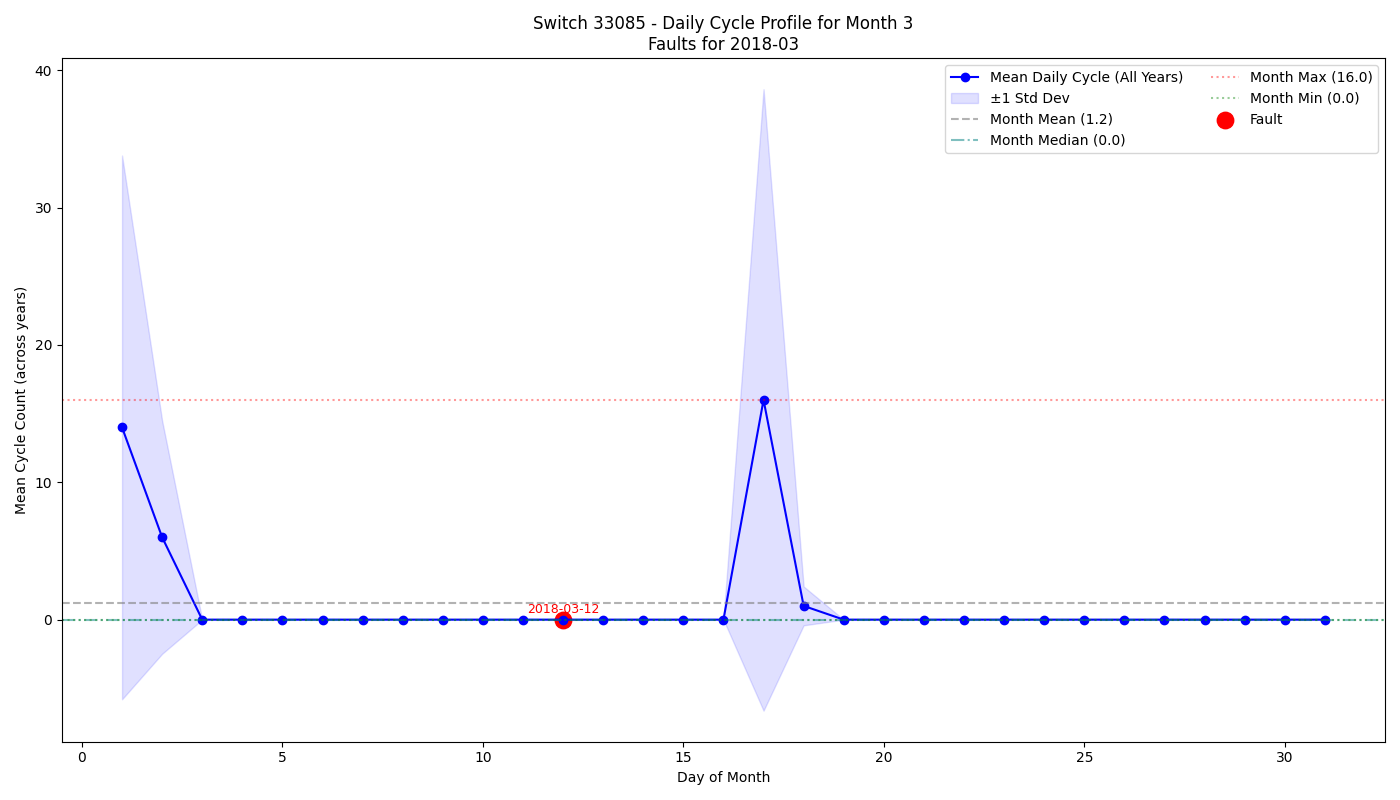 Switch 33085 - Daily Cycle Profile for Month 3
Faults for 2018-03
Mean Cycle Count (across years)
40
30
20
10
0
Mean Daily Cycle (All Years)
±1 Std Dev
Month Mean (1.2)
Month Median (0.0)
Month Max (16.0)
Month Min (0.0)
Fault
2018-03-12
0
5
10
15
20
25
30
Day of Month